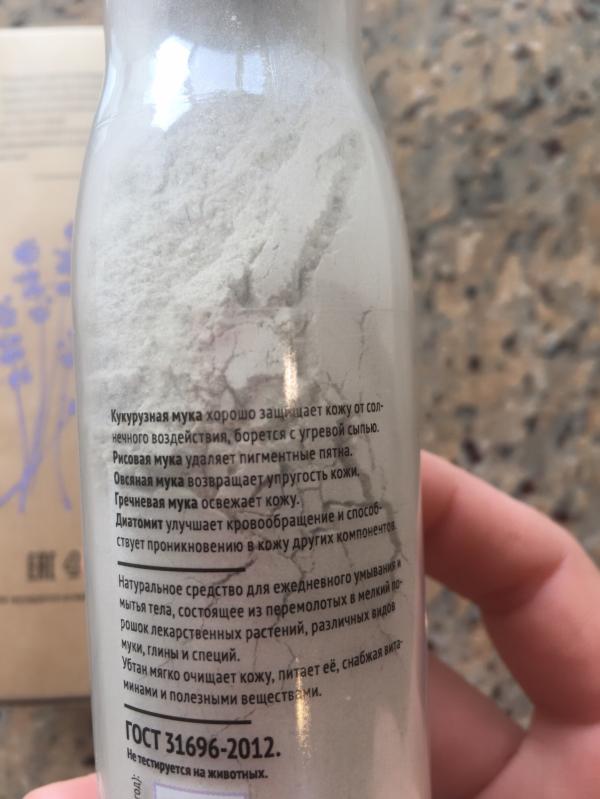 Кукурузная мука хорошо защищает кожу от сол-
нечного воздействия, борется с угревой сыпью.
Рисовая мука удаляет пигментные пятна.
Овсяная мука возвращает упругость кожи.
Гречневая мука освежает кожу.
Диатомит улучшает кровообращение и способ-
ствует проникновению в кожу других компонентов.
Натуральное средство для ежедневного умывания и
мытья тела, состоящее из перемолотых в мелкий по-
рошок лекарственных растений, различных видов
муки, глины и специй.
Убтан мягко очищает кожу, питает её, снабжая вита-
минами и полезными веществами.
ГОСТ 31696-2012.
Не тестируется на животных.
год):
EAC